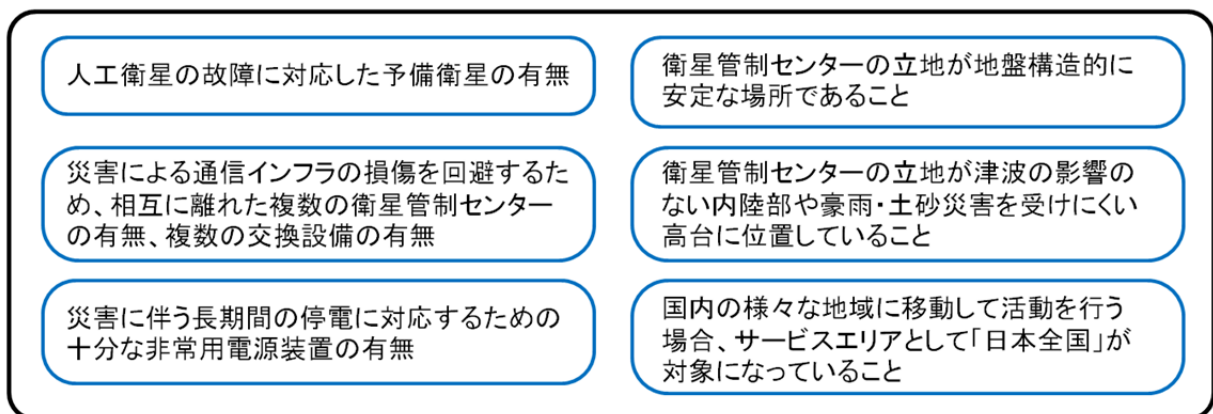 人工衛星の故障に対応した予備衛星の有無
災害による通信インフラの損傷を回避するた
め、相互に離れた複数の衛星管制センター
の有無、複数の交換設備の有無
災害に伴う長期間の停電に対応するための
十分な非常用電源装置の有無
衛星管制センターの立地が地盤構造的に
安定な場所であること
衛星管制センターの立地が津波の影響の
ない内陸部や豪雨・土砂災害を受けにくい
高台に位置していること
国内の様々な地域に移動して活動を行う
場合、サービスエリアとして「日本全国」が
対象になっていること